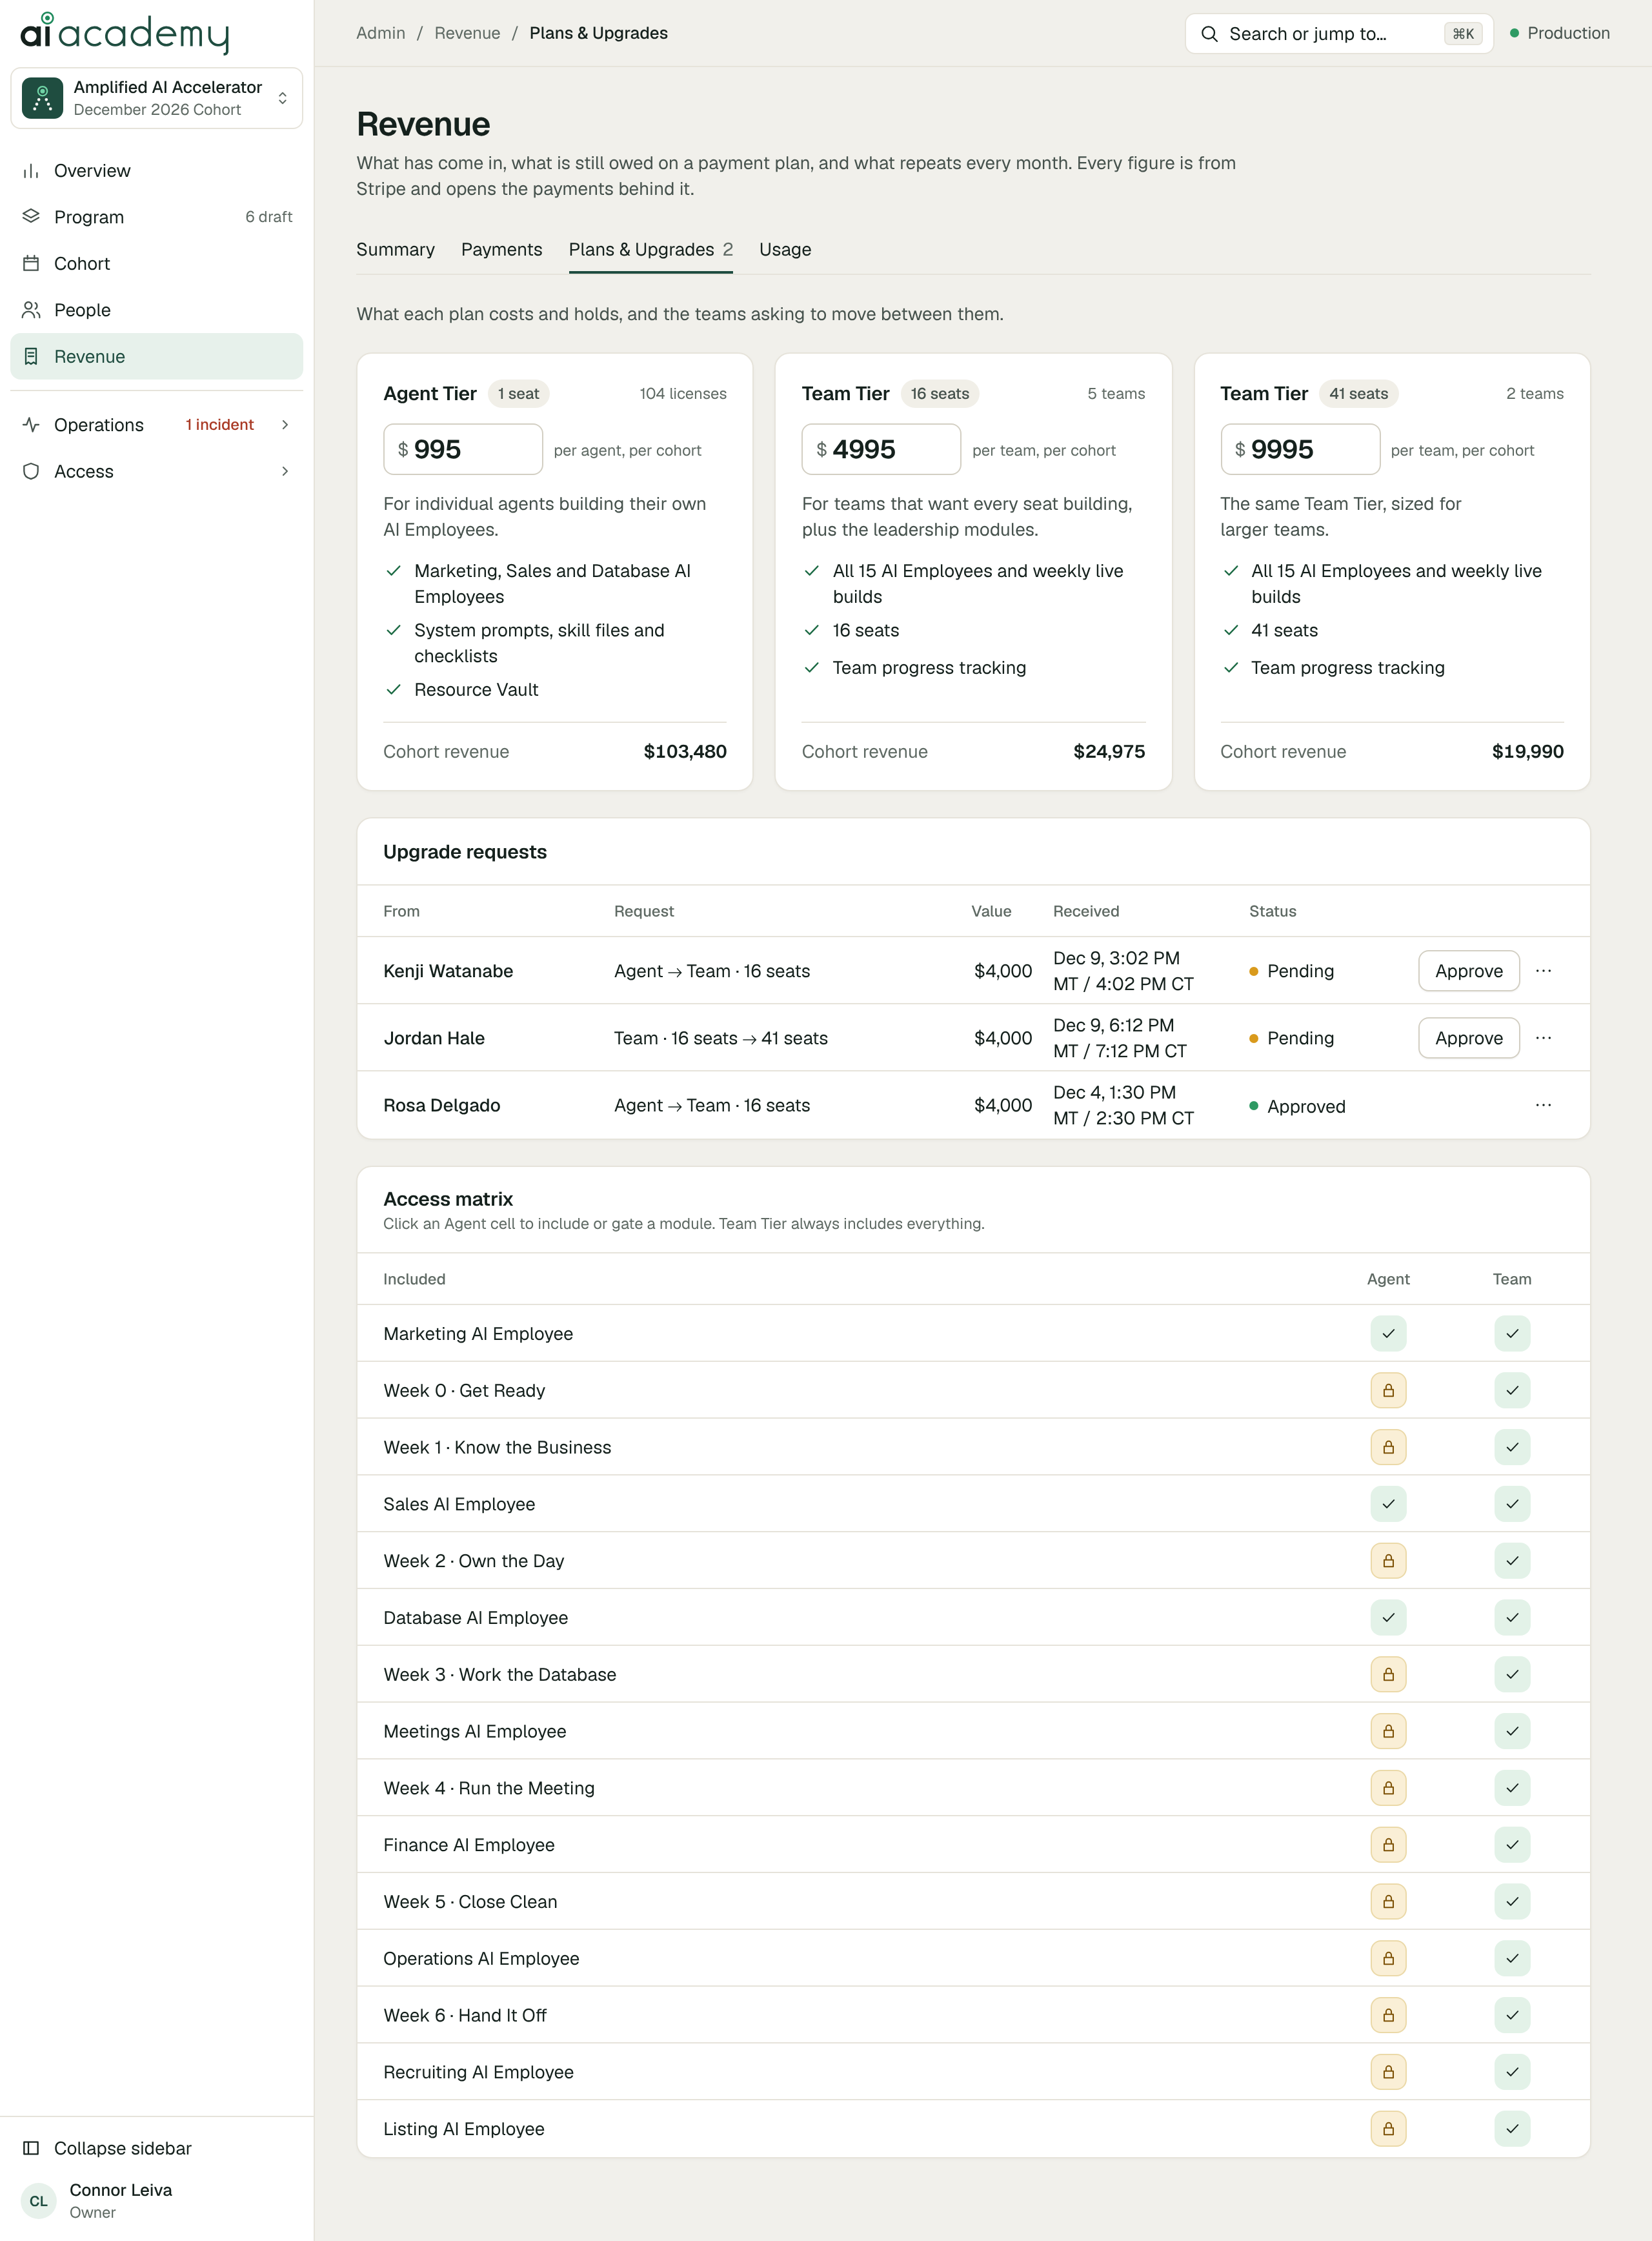 ai academy
Amplified AI Accelerator
December 2026 Cohort
Overview
Program 6 draft
Cohort
People
Revenue
Operations 1 incident
Access
Collapse sidebar
CL
Connor Leiva
Owner
Admin / Revenue / Plans & Upgrades
Search or jump to... ⌘K
Production
Revenue
What has come in, what is still owed on a payment plan, and what repeats every month. Every figure is from
Stripe and opens the payments behind it.
Summary Payments Plans & Upgrades 2 Usage
What each plan costs and holds, and the teams asking to move between them.
Agent Tier 1 seat 104 licenses
$ 995 per agent, per cohort
For individual agents building their own
AI Employees.
Marketing, Sales and Database AI
Employees
System prompts, skill files and
checklists
Resource Vault
Cohort revenue $103,480
Team Tier 16 seats 5 teams
$ 4995 per team, per cohort
For teams that want every seat building,
plus the leadership modules.
All 15 AI Employees and weekly live
builds
16 seats
Team progress tracking
Cohort revenue $24,975
Team Tier 41 seats 2 teams
$ 9995 per team, per cohort
The same Team Tier, sized for
larger teams.
All 15 AI Employees and weekly live
builds
41 seats
Team progress tracking
Cohort revenue $19,990
Upgrade requests
From Request Value Received Status
Kenji Watanabe Agent → Team · 16 seats $4,000 Dec 9, 3:02 PM
MT / 4:02 PM CT Pending Approve ···
Jordan Hale Team · 16 seats → 41 seats $4,000 Dec 9, 6:12 PM
MT / 7:12 PM CT Pending Approve ···
Rosa Delgado Agent → Team · 16 seats $4,000 Dec 4, 1:30 PM
MT / 2:30 PM CT Approved ···
Access matrix
Click an Agent cell to include or gate a module. Team Tier always includes everything.
Included Agent Team
Marketing AI Employee
Week 0 · Get Ready
Week 1 · Know the Business
Sales AI Employee
Week 2 · Own the Day
Database AI Employee
Week 3 · Work the Database
Meetings AI Employee
Week 4 · Run the Meeting
Finance AI Employee
Week 5 · Close Clean
Operations AI Employee
Week 6 · Hand It Off
Recruiting AI Employee
Listing AI Employee